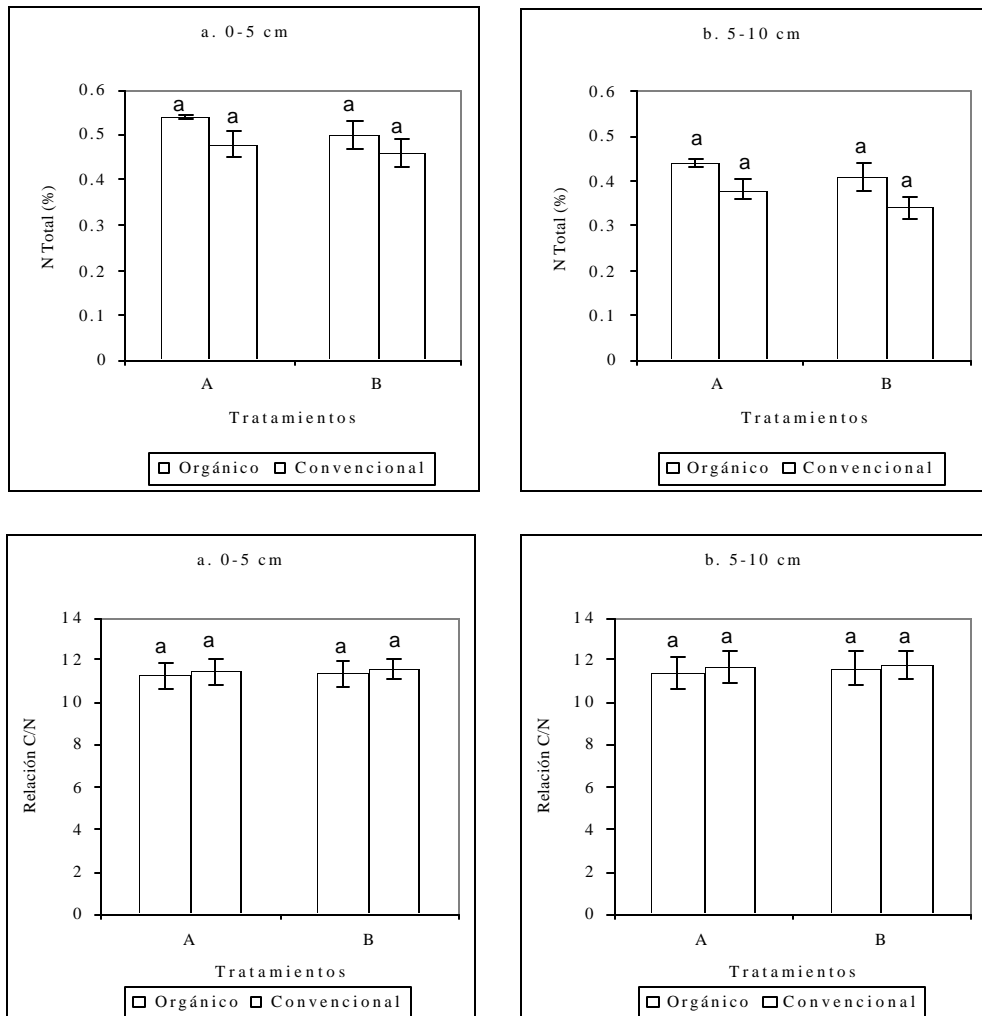 a. 0-5 cm
N Total (%)
0.6
0.5
0.4
0.3
0.2
0.1
0
a
a
a
a
A
B
Tratamientos
Orgánico Convencional
b. 5-10 cm
N Total (%)
0.6
0.5
0.4
0.3
0.2
0.1
0
a
a
a
a
A
B
Tratamientos
Orgánico Convencional
a. 0-5 cm
Relación C/N
14
12
10
8
6
4
2
0
a
a
a
a
A
B
Tratamientos
Orgánico Convencional
b. 5-10 cm
Relación C/N
14
12
10
8
6
4
2
0
a
a
a
a
A
B
Tratamientos
Orgánico Convencional